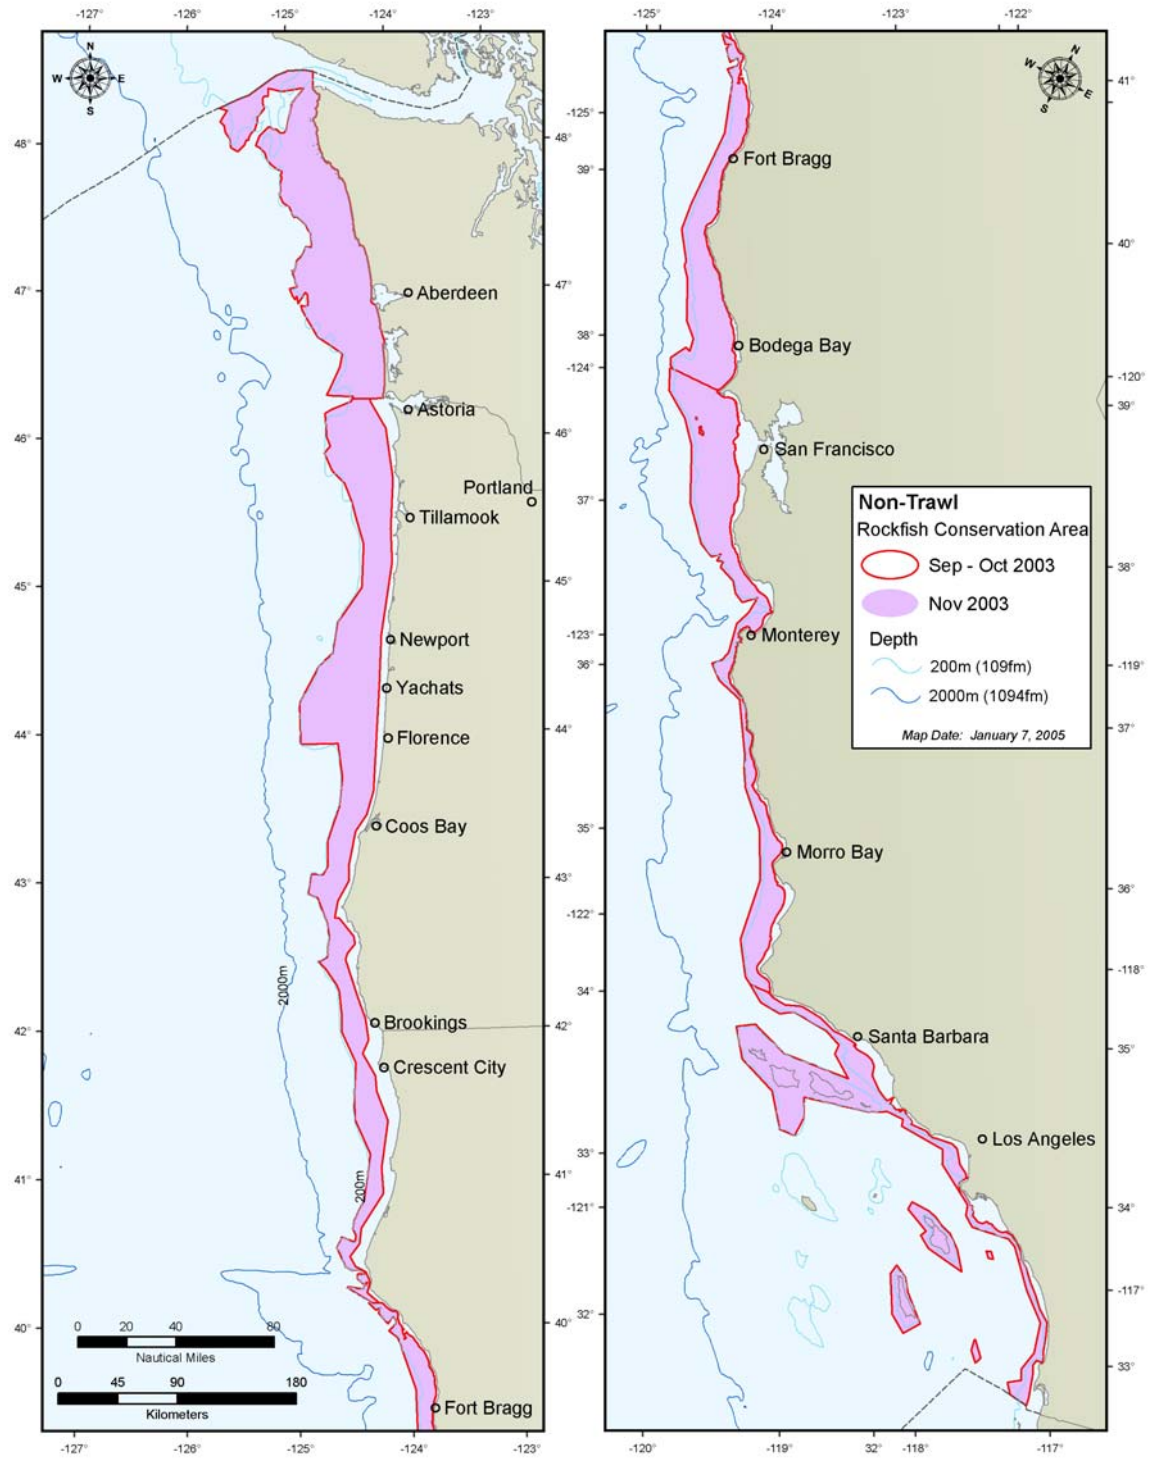 -127° -126° -125° -124° -123°
N
W E
S
48° 48°
47° 47°
Aberdeen
Astoria
46° 46°
Portland
Tillamook
45° 45°
Newport
Yachats
44° 44°
Florence
Coos Bay
43° 43°
2000m
42° 42°
Brookings
Crescent City
41° 41°
200m
40° 40°
0 20 40 80
Nautical Miles
0 45 90 180
Kilometers
Fort Bragg
-127° -126° -125° -124° -123°
-125° -124° -123° -122°
N
W E
S
41°
-125°
Fort Bragg
39°
40°
38°
Bodega Bay
-124°
-120°
39°
San Francisco
37°
Non-Trawl
Rockfish Conservation Area
Sep - Oct 2003
Nov 2003
Depth
200m (109fm)
2000m (1094fm)
Map Date: January 7, 2005
38°
-123°
Monterey
36°
-119°
37°
35°
Morro Bay
36°
-122°
-118°
34°
Santa Barbara
35°
Los Angeles
33°
-121°
34°
-117°
32°
33°
-120° -119° 32° -118° -117°